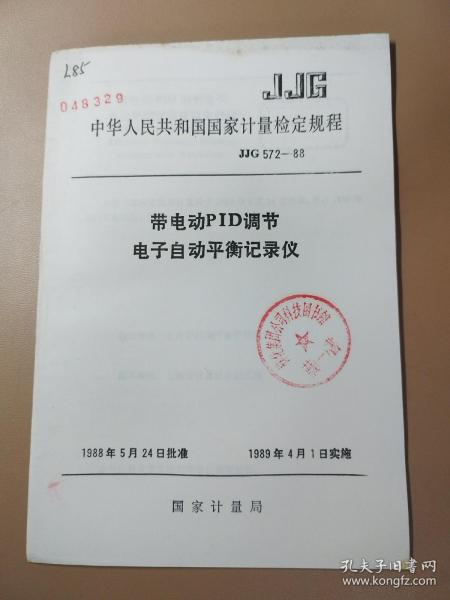 L85
048329
JJG
中华人民共和国国家计量检定规程
JJG 572—88
带电动PID调节
电子自动平衡记录仪
1988年5月24日批准
1989年4月1日实施
国家计量局
孔夫子旧书网
www.kongfz.com